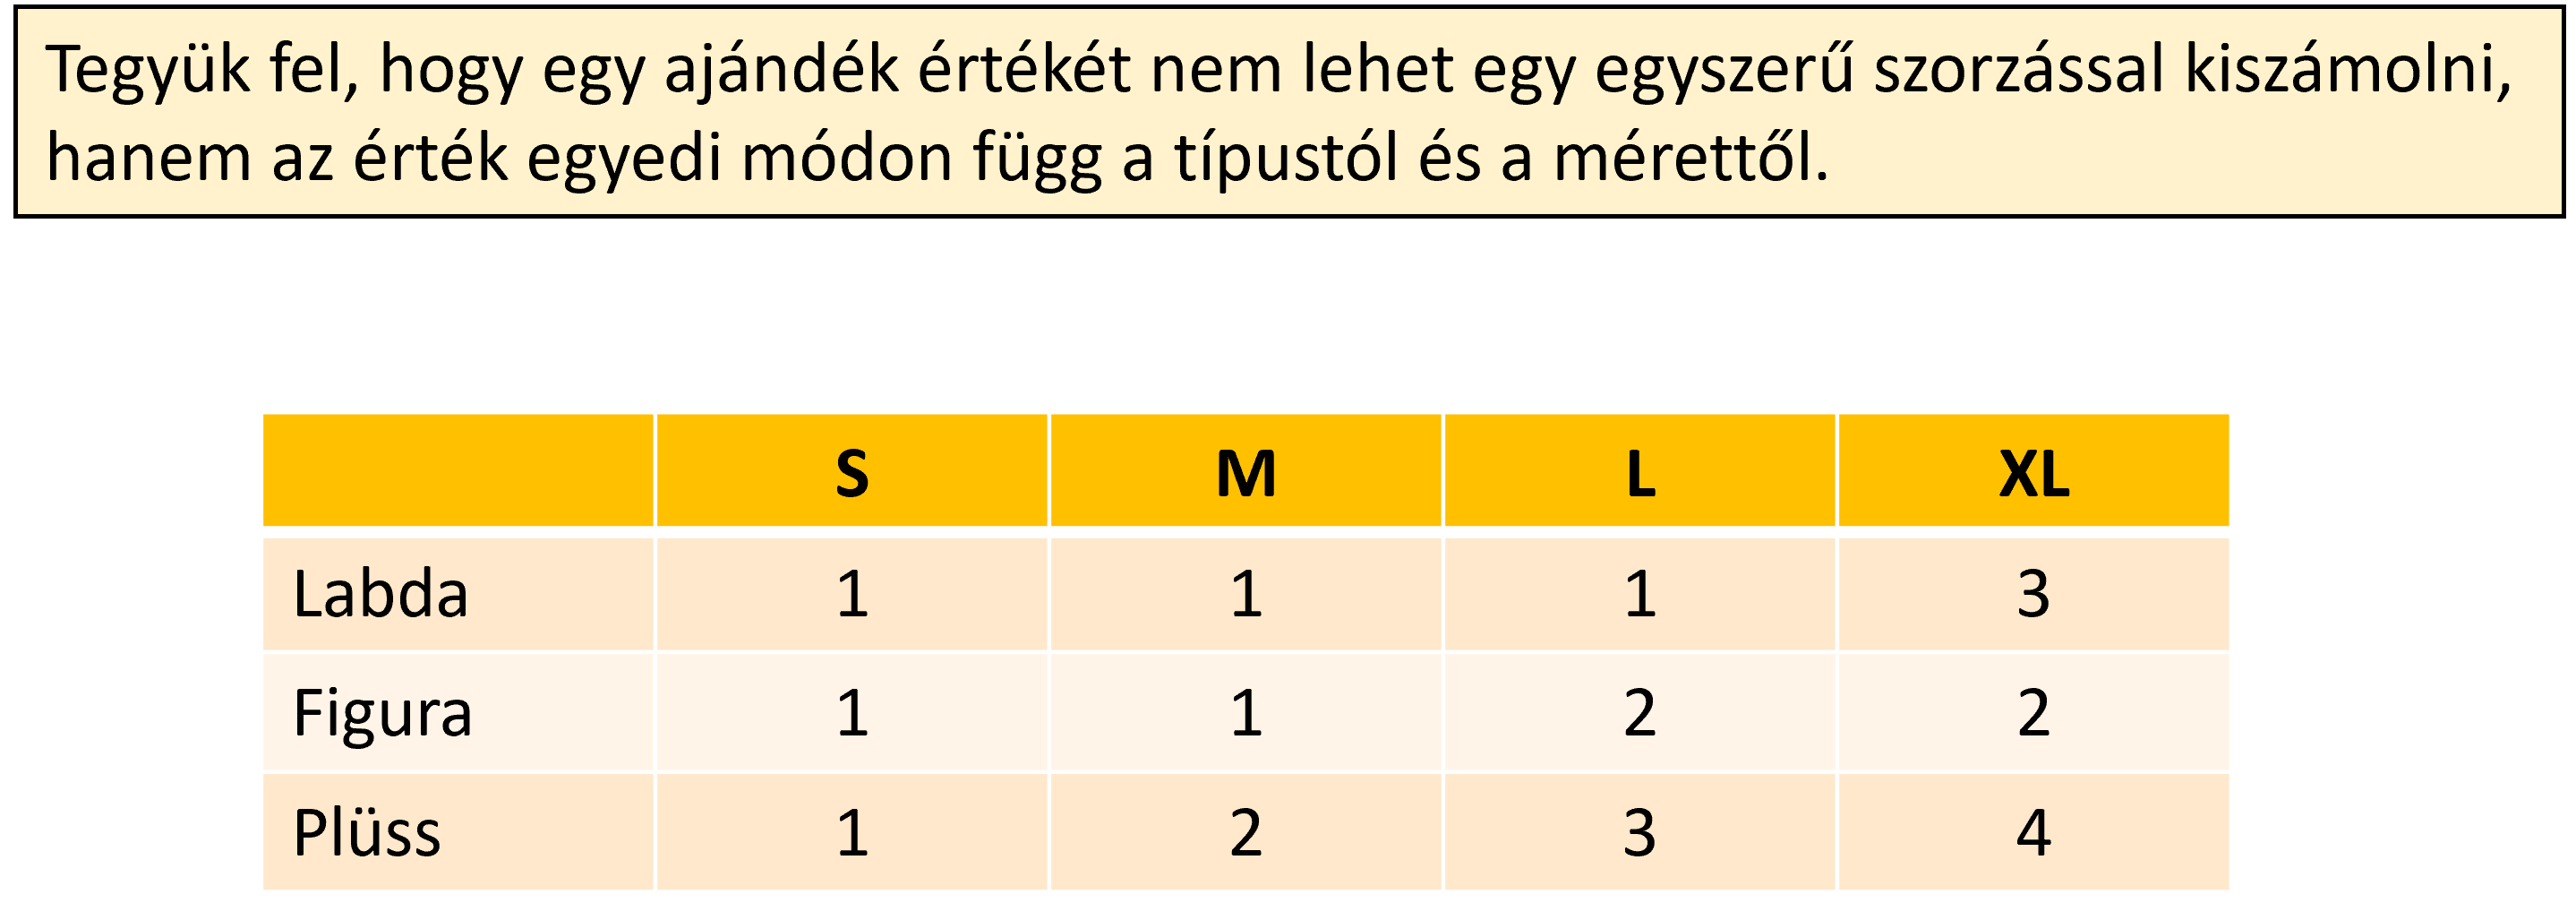 Tegyük fel, hogy egy ajándék értékét nem lehet egy egyszerű szorzással kiszámolni,
hanem az érték egyedi módon függ a típustól és a mérettől.
S M L XL
Labda 1 1 1 3
Figura 1 1 2 2
Plüss 1 2 3 4